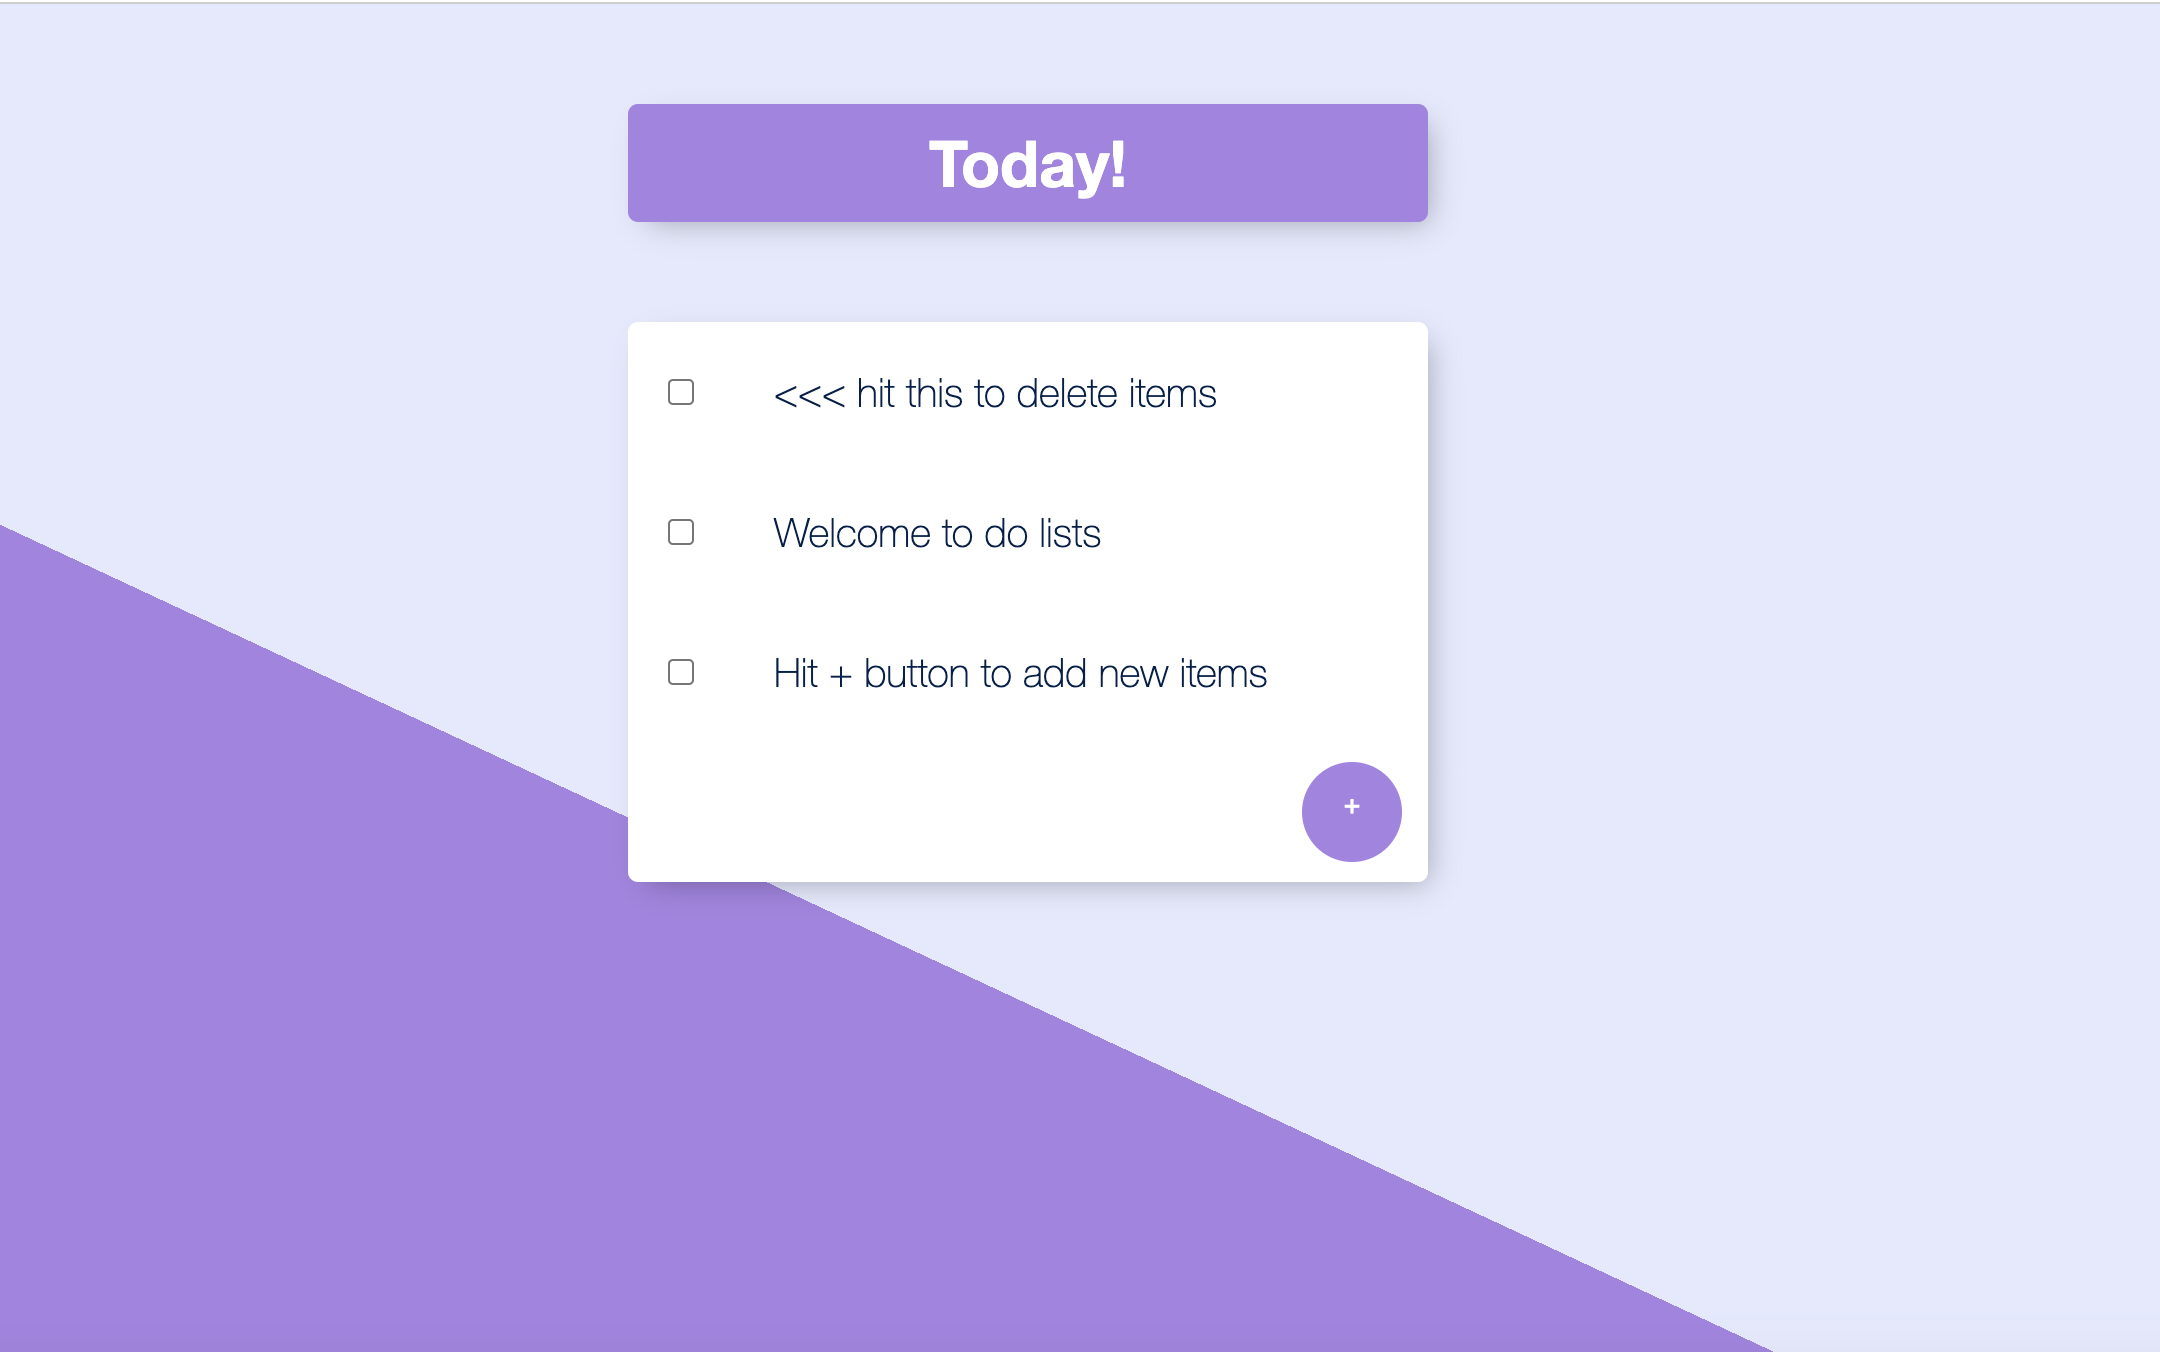 Today!
<<< hit this to delete items
Welcome to do lists
Hit + button to add new items
+